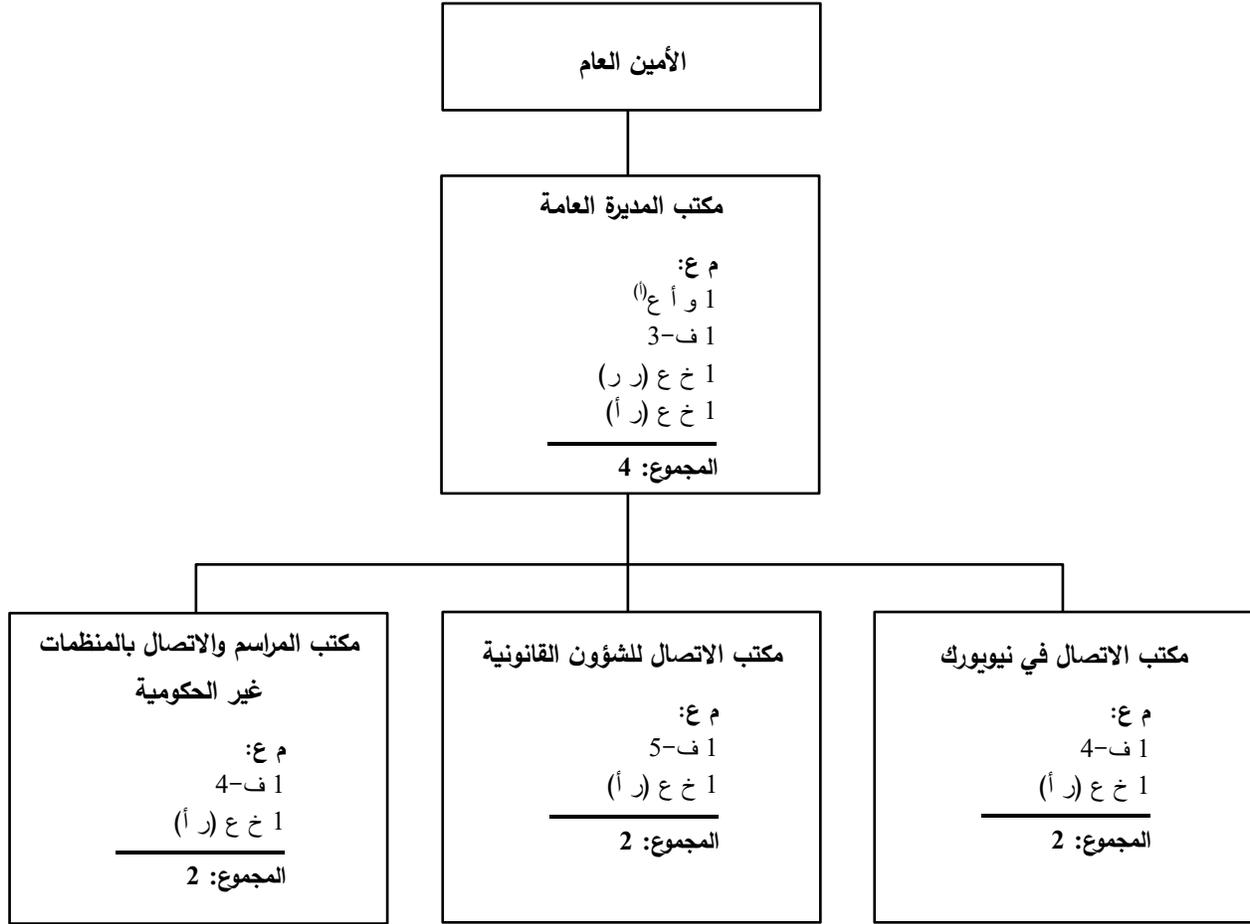 الأمين العام
مكتب المديرة العامة
م ع:
1 و أ ع(أ)
1 ف-3
1 خ ع (ر ر)
1 خ ع (ر أ)
المجموع: 4
مكتب الاتصال في نيويورك
م ع:
1 ف-4
1 خ ع (ر أ)
المجموع: 2
مكتب الاتصال للشؤون القانونية
م ع:
1 ف-5
1 خ ع (ر أ)
المجموع: 2
مكتب المراسم والاتصال بالمنظمات
غير الحكومية
م ع:
1 ف-4
1 خ ع (ر أ)
المجموع: 2